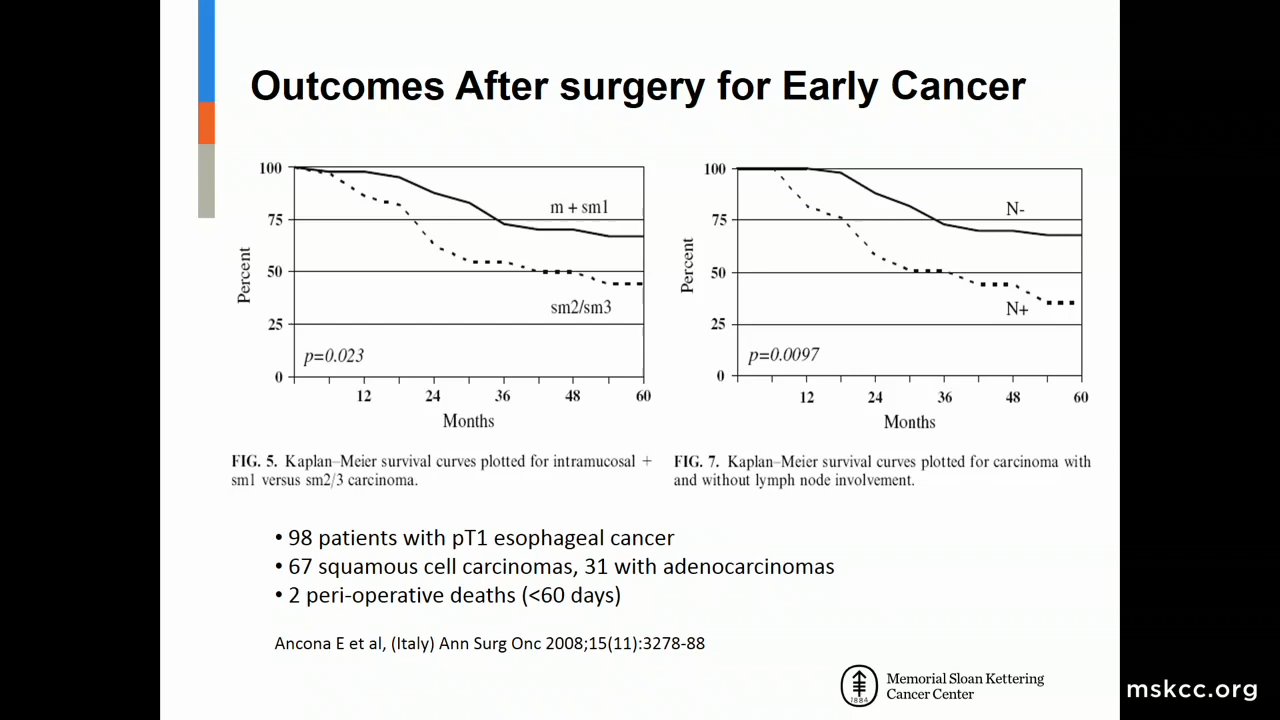 Outcomes After surgery for Early Cancer
100
75
50
25
0
Percent
m + sm1
sm2/sm3
p=0.023
12
24
36
48
60
Months
FIG. 5. Kaplan–Meier survival curves plotted for intramucosal +
sm1 versus sm2/3 carcinoma.
100
75
50
25
0
Percent
N-
N+
p=0.0097
12
24
36
48
60
Months
FIG. 7. Kaplan–Meier survival curves plotted for carcinoma with
and without lymph node involvement.
• 98 patients with pT1 esophageal cancer
• 67 squamous cell carcinomas, 31 with adenocarcinomas
• 2 peri-operative deaths (<60 days)
Ancona E et al, (Italy) Ann Surg Onc 2008;15(11):3278-88
1884
Memorial Sloan Kettering
Cancer Center
mskcc.org